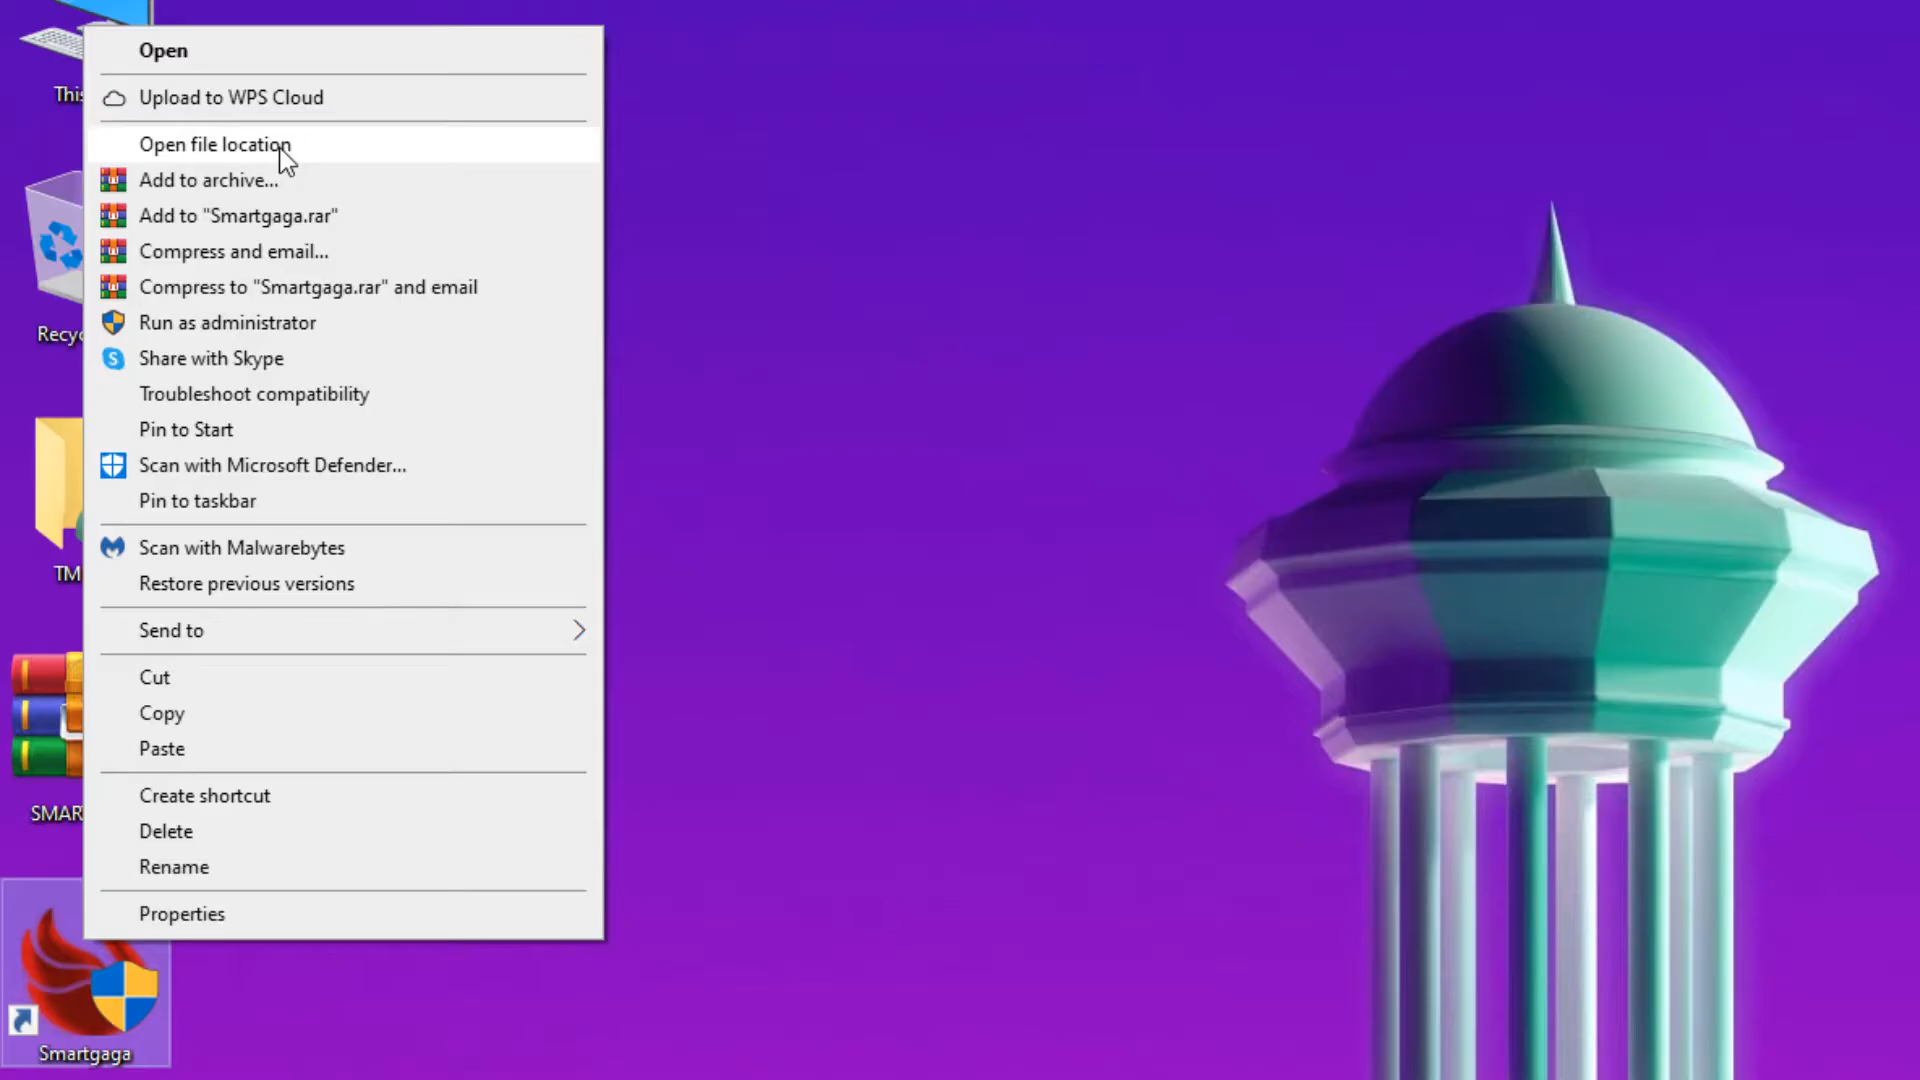 Open
Upload to WPS Cloud
This
Open file location
Add to archive...
Add to "Smartgaga.rar"
Compress and email...
Compress to "Smartgaga.rar" and email
Run as administrator
Recyc
Share with Skype
Troubleshoot compatibility
Pin to Start
Scan with Microsoft Defender...
Pin to taskbar
Scan with Malwarebytes
TM
Restore previous versions
Send to
Cut
Copy
Paste
Create shortcut
SMAR
Delete
Rename
Properties
Smartgaga